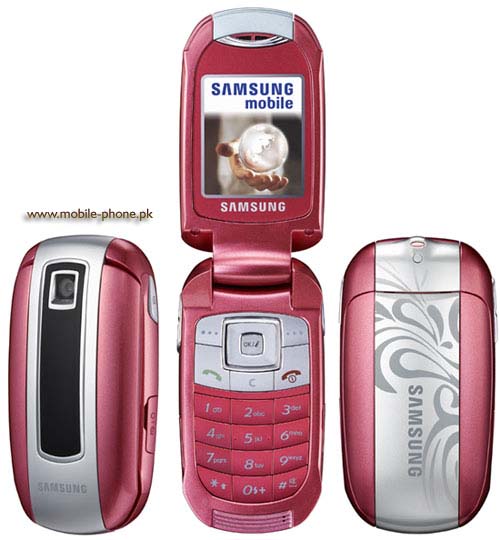 SAMSUNG
mobile
SAMSUNG
www.mobile-phone.pk
OK/i
C
1 2abc 3def
4ghi 5jkl 6mno
7pqrs 8tuv 9wxyz
* 0+ #
SAMSUNG
SAMSUNG